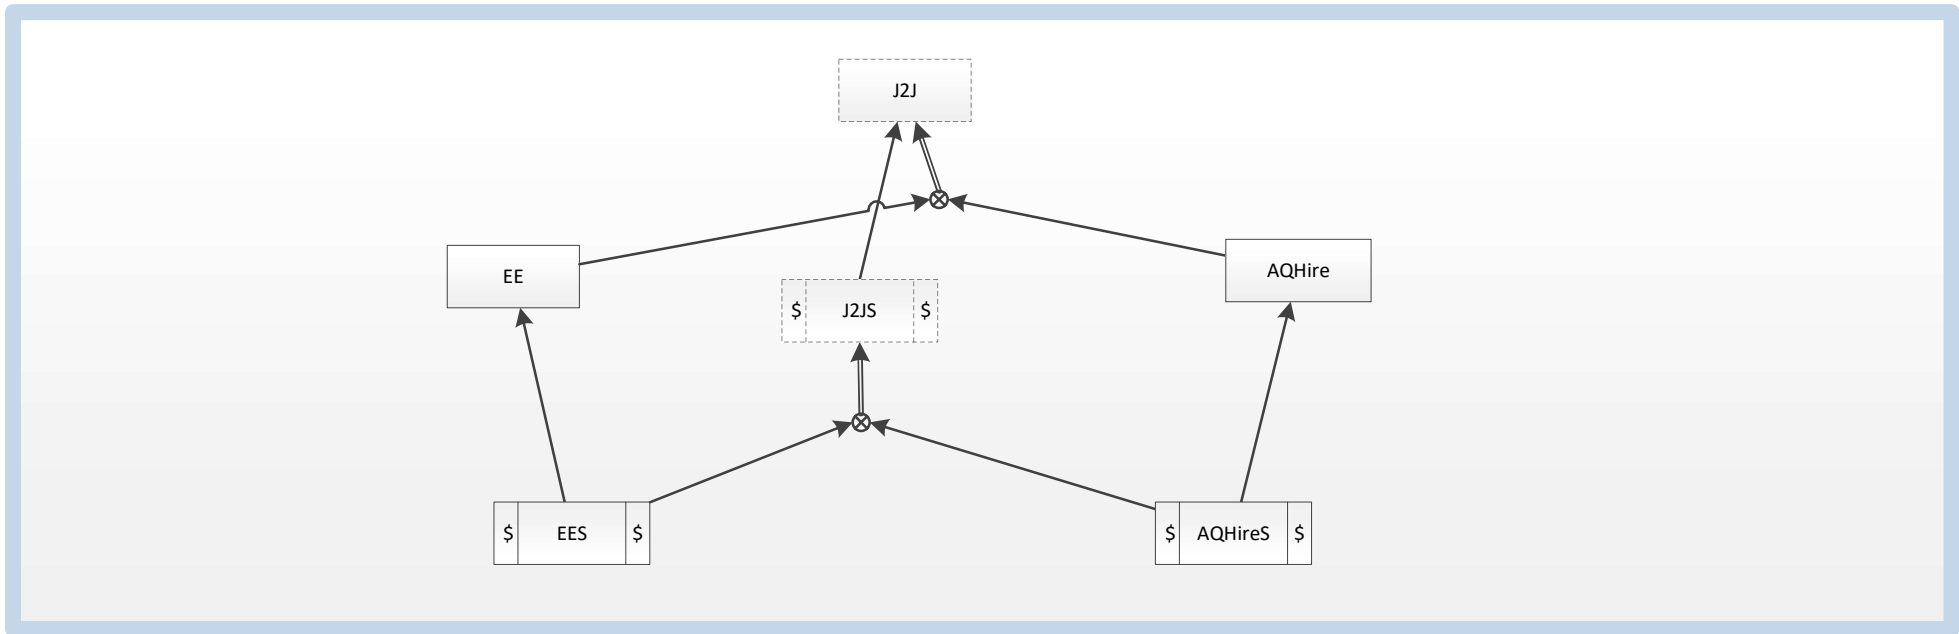 J2J
EE
AQHire
$ J2JS $
$ EES $
$ AQHireS $